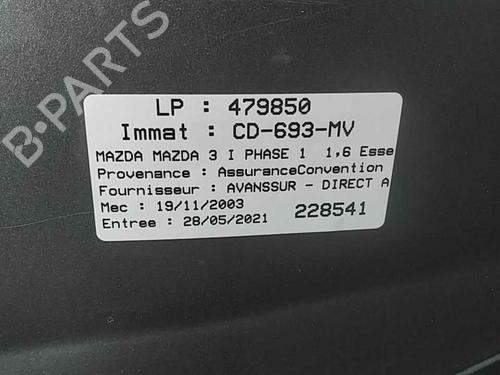 B-PARTS
LP : 479850
Immat : CD-693-MV
MAZDA MAZDA 3 I PHASE 1 1,6 Esse
Provenance : AssuranceConvention
Fournisseur : AVANSSUR - DIRECT A
Mec : 19/11/2003
Entree : 28/05/2021 228541